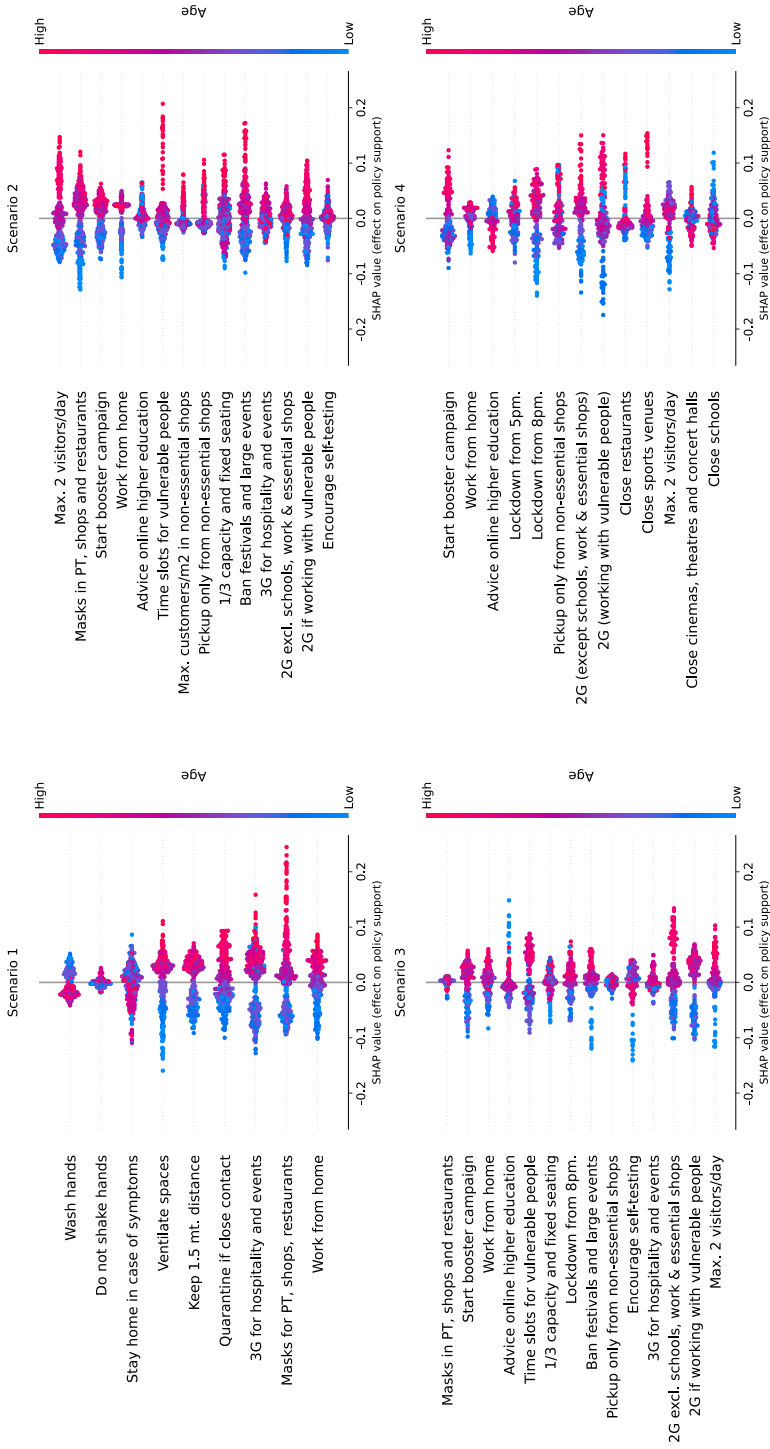 Scenario 1
Wash hands
Do not shake hands
Stay home in case of symptoms
Ventilate spaces
Keep 1.5 mt. distance
Quarantine if close contact
3G for hospitality and events
Masks for PT, shops, restaurants
Work from home
-0.2 -0.1 0.0 0.1 0.2
SHAP value (effect on policy support)
High
Low
Age
Scenario 2
Max. 2 visitors/day
Masks in PT, shops and restaurants
Start booster campaign
Work from home
Advice online higher education
Time slots for vulnerable people
Max. customers/m2 in non-essential shops
Pickup only from non-essential shops
1/3 capacity and fixed seating
Ban festivals and large events
3G for hospitality and events
2G excl. schools, work & essential shops
2G if working with vulnerable people
Encourage self-testing
-0.2 -0.1 0.0 0.1 0.2
SHAP value (effect on policy support)
High
Low
Age
Scenario 3
Masks in PT, shops and restaurants
Start booster campaign
Work from home
Advice online higher education
Time slots for vulnerable people
1/3 capacity and fixed seating
Lockdown from 8pm.
Ban festivals and large events
Pickup only from non-essential shops
Encourage self-testing
3G for hospitality and events
2G excl. schools, work & essential shops
2G if working with vulnerable people
Max. 2 visitors/day
-0.2 -0.1 0.0 0.1 0.2
SHAP value (effect on policy support)
High
Low
Age
Scenario 4
Start booster campaign
Work from home
Advice online higher education
Lockdown from 5pm.
Lockdown from 8pm.
Pickup only from non-essential shops
2G (except schools, work & essential shops)
2G (working with vulnerable people)
Close restaurants
Close sports venues
Max. 2 visitors/day
Close cinemas, theatres and concert halls
Close schools
-0.2 -0.1 0.0 0.1 0.2
SHAP value (effect on policy support)
High
Low
Age